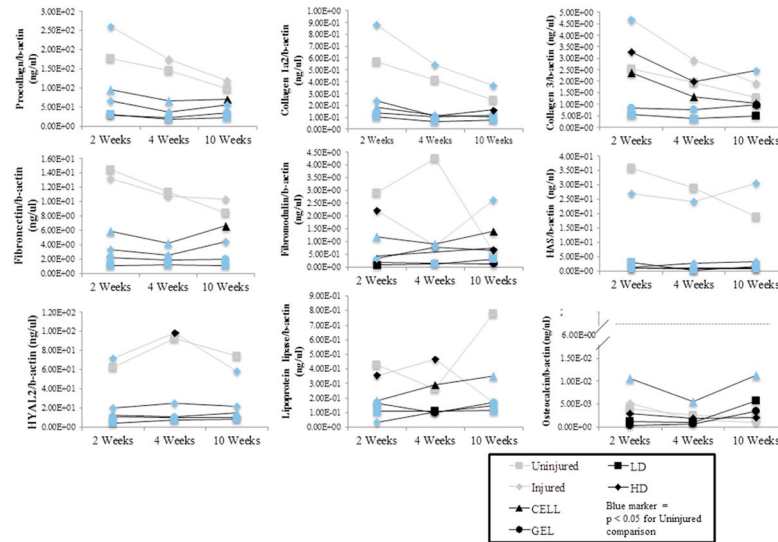 Procollagen/b-actin
(ng/ul)
3.00E+02
2.50E+02
2.00E+02
1.50E+02
1.00E+02
5.00E+01
0.00E+00
2 Weeks 4 Weeks 10 Weeks
Collagen 1a2/b-actin
(ng/ul)
1.00E+01
9.00E+00
8.00E+00
7.00E+00
6.00E+00
5.00E+00
4.00E+00
3.00E+00
2.00E+00
1.00E+00
0.00E+00
2 Weeks 4 Weeks 10 Weeks
Collagen 3/b-actin
(ng/ul)
5.00E+01
4.50E+01
4.00E+01
3.50E+01
3.00E+01
2.50E+01
2.00E+01
1.50E+01
1.00E+01
5.00E+00
0.00E+00
2 Weeks 4 Weeks 10 Weeks
Fibronectin/b-actin
(ng/ul)
1.60E+01
1.40E+01
1.20E+01
1.00E+01
8.00E+00
6.00E+00
4.00E+00
2.00E+00
0.00E+00
2 Weeks 4 Weeks 10 Weeks
Fibromodulin/b-actin
(ng/ul)
4.50E+00
4.00E+00
3.50E+00
3.00E+00
2.50E+00
2.00E+00
1.50E+00
1.00E+00
5.00E-01
0.00E+00
2 Weeks 4 Weeks 10 Weeks
HAS/b-actin (ng/ul)
4.00E-01
3.50E-01
3.00E-01
2.50E-01
2.00E-01
1.50E-01
1.00E-01
5.00E-02
0.00E+00
2 Weeks 4 Weeks 10 Weeks
HYAL2/b-actin (ng/ul)
1.20E+02
1.00E+02
8.00E+01
6.00E+01
4.00E+01
2.00E+01
0.00E+00
2 Weeks 4 Weeks 10 Weeks
Lipoprotein lipase/b-actin
(ng/ul)
9.00E-01
8.00E-01
7.00E-01
6.00E-01
5.00E-01
4.00E-01
3.00E-01
2.00E-01
1.00E-01
0.00E+00
2 Weeks 4 Weeks 10 Weeks
Osteocalcin/b-actin (ng/ul)
6.00E+00
1.50E-02
1.00E-02
5.00E-03
0.00E+00
2 Weeks 4 Weeks 10 Weeks
Uninjured
Injured
CELL
GEL
LD
HD
Blue marker =
p < 0.05 for Uninjured
comparison